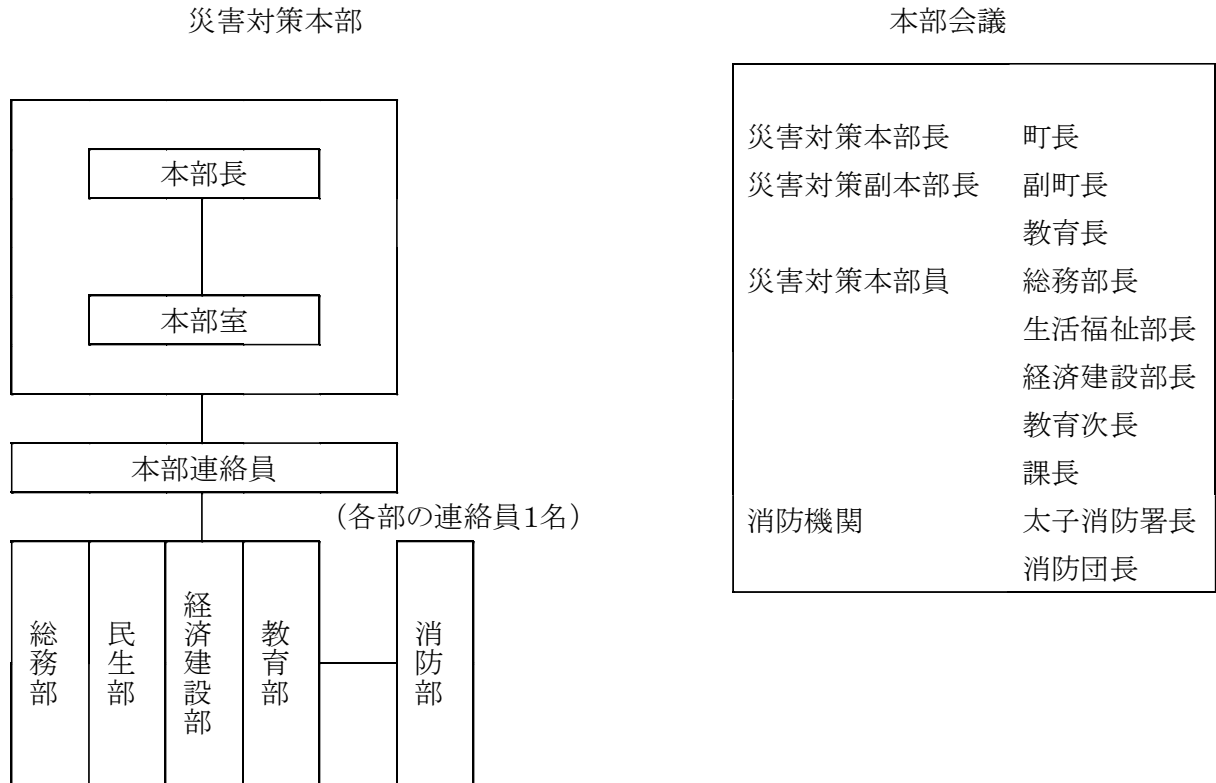 災害対策本部
本部長
本部室
本部連絡員
（各部の連絡員1名）
総務部
民生部
経済建設部
教育部
消防部
本部会議
災害対策本部長 町長
災害対策副本部長 副町長
教育長
災害対策本部員 総務部長
生活福祉部長
経済建設部長
教育次長
課長
消防機関 太子消防署長
消防団長